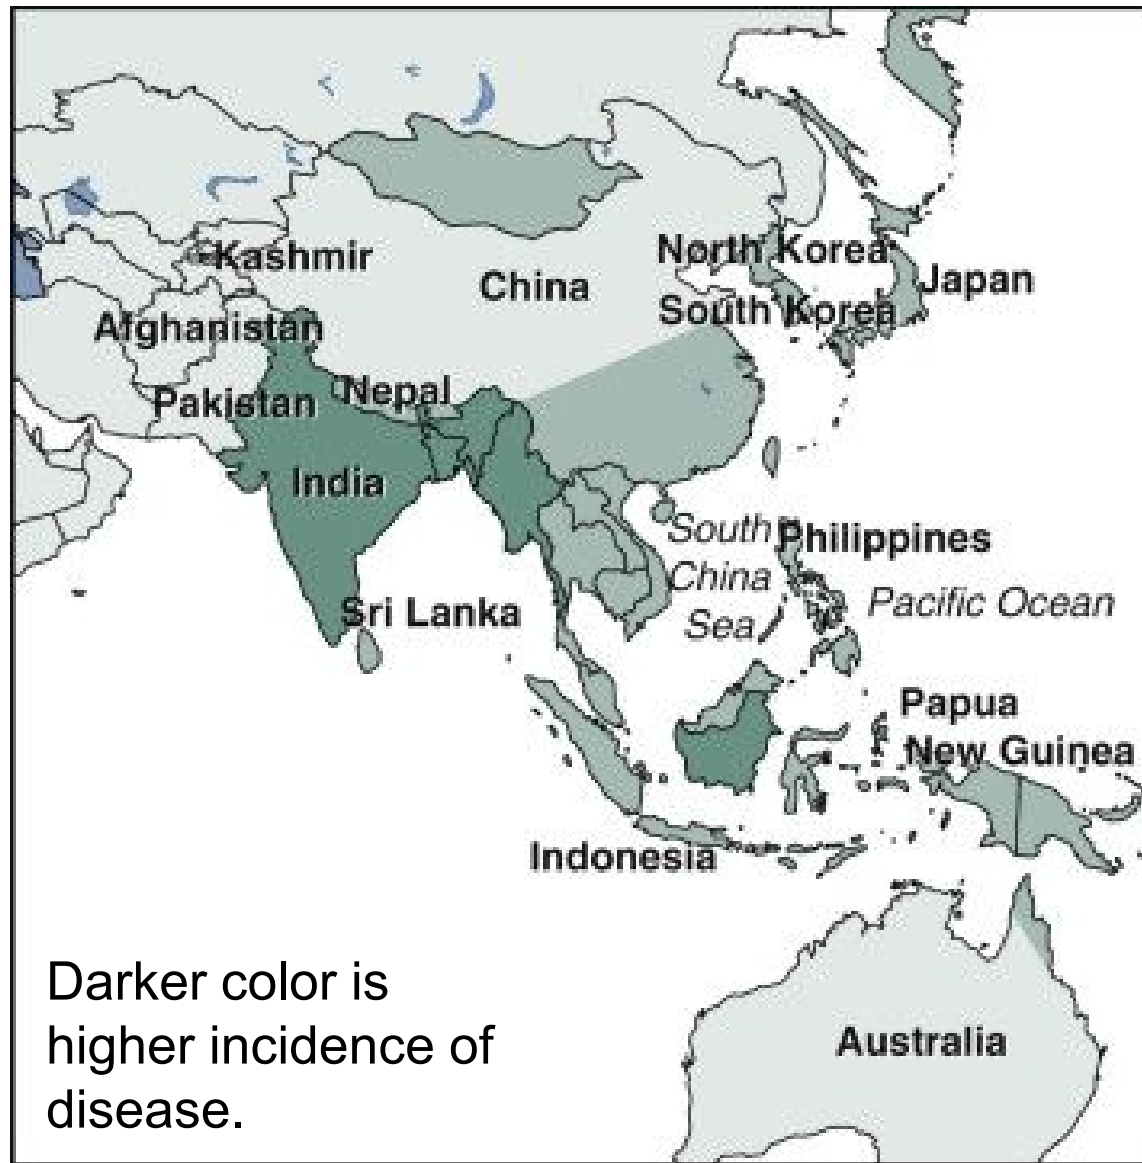 Kashmir
North Korea
China
Japan
South Korea
Afghanistan
Nepal
Pakistan
India
South
China
Sea
Philippines
Pacific Ocean
Sri Lanka
Papua
New Guinea
Indonesia
Darker color is
higher incidence of
disease.
Australia